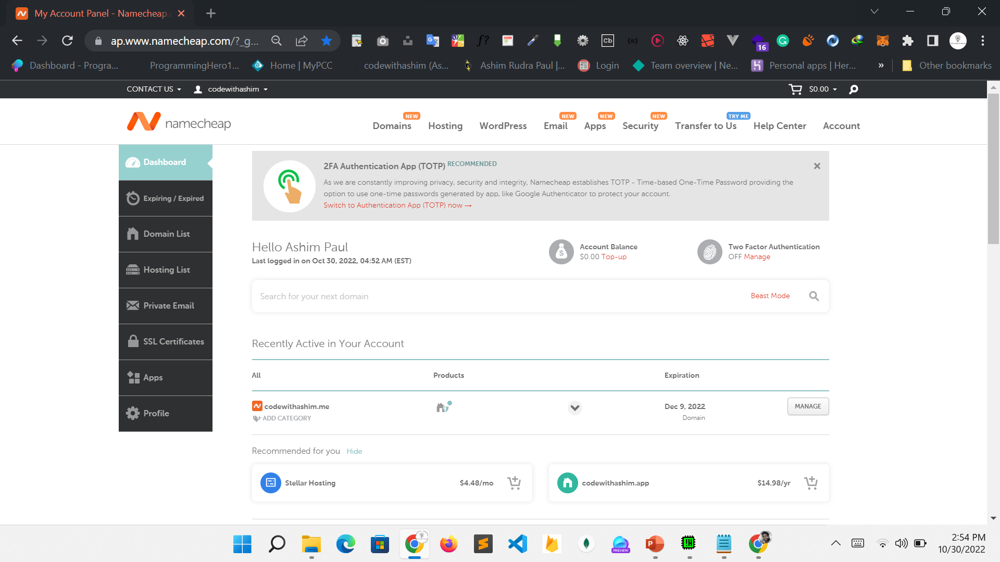 My Account Panel - Namecheap.
ap.www.namecheap.com/?_g...
Cb
16
Dashboard - Progra...
ProgrammingHero1...
Home | MyPCC
codewithashim (As...
Ashim Rudra Paul |...
Login
Team overview | Ne...
Personal apps | Her...
»
Other bookmarks
CONTACT US
codewithashim
$0.00
namecheap
NEW
Domains
Hosting
WordPress
NEW
Email
NEW
Apps
NEW
Security
TRY ME
Transfer to Us
Help Center
Account
Dashboard
Expiring / Expired
Domain List
Hosting List
Private Email
SSL Certificates
Apps
Profile
2FA Authentication App (TOTP) RECOMMENDED
As we are constantly improving privacy, security and integrity, Namecheap establishes TOTP - Time-based One-Time Password providing the
option to use one-time passwords generated by app, like Google Authenticator to protect your account.
Switch to Authentication App (TOTP) now →
Hello Ashim Paul
Last logged in on Oct 30, 2022, 04:52 AM (EST)
Account Balance
$0.00 Top-up
Two Factor Authentication
OFF Manage
Search for your next domain
Beast Mode
Recently Active in Your Account
All
Products
Expiration
codewithashim.me
ADD CATEGORY
Dec 9, 2022
Domain
MANAGE
Recommended for you Hide
Stellar Hosting
$4.48/mo
codewithashim.app
$14.98/yr
PREVIEW
2:54 PM
10/30/2022